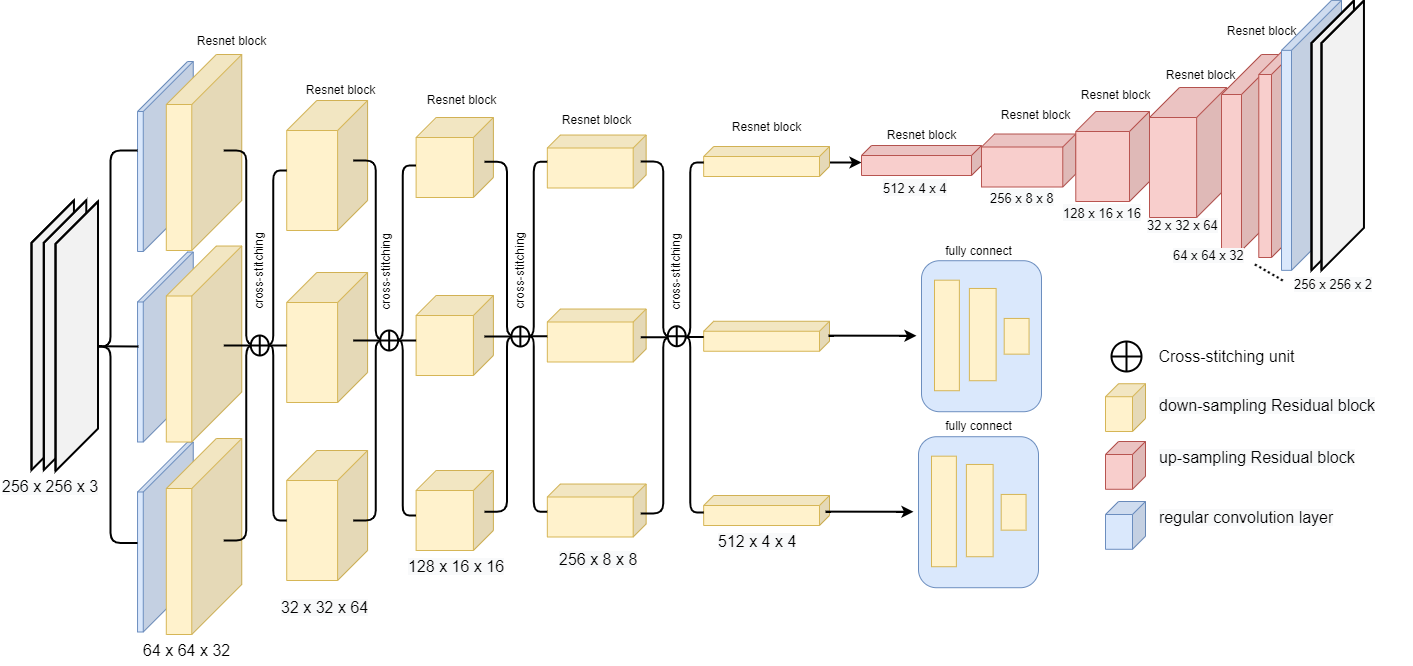 Resnet block
Resnet block
Resnet block
Resnet block
Resnet block
Resnet block
Resnet block
Resnet block
Resnet block
Resnet block
512 x 4 x 4
256 x 8 x 8
128 x 16 x 16
32 x 32 x 64
64 x 64 x 32
256 x 256 x 2
cross-stitching
cross-stitching
cross-stitching
cross-stitching
fully connect
fully connect
256 x 256 x 3
64 x 64 x 32
32 x 32 x 64
128 x 16 x 16
256 x 8 x 8
512 x 4 x 4
Cross-stitching unit
down-sampling Residual block
up-sampling Residual block
regular convolution layer